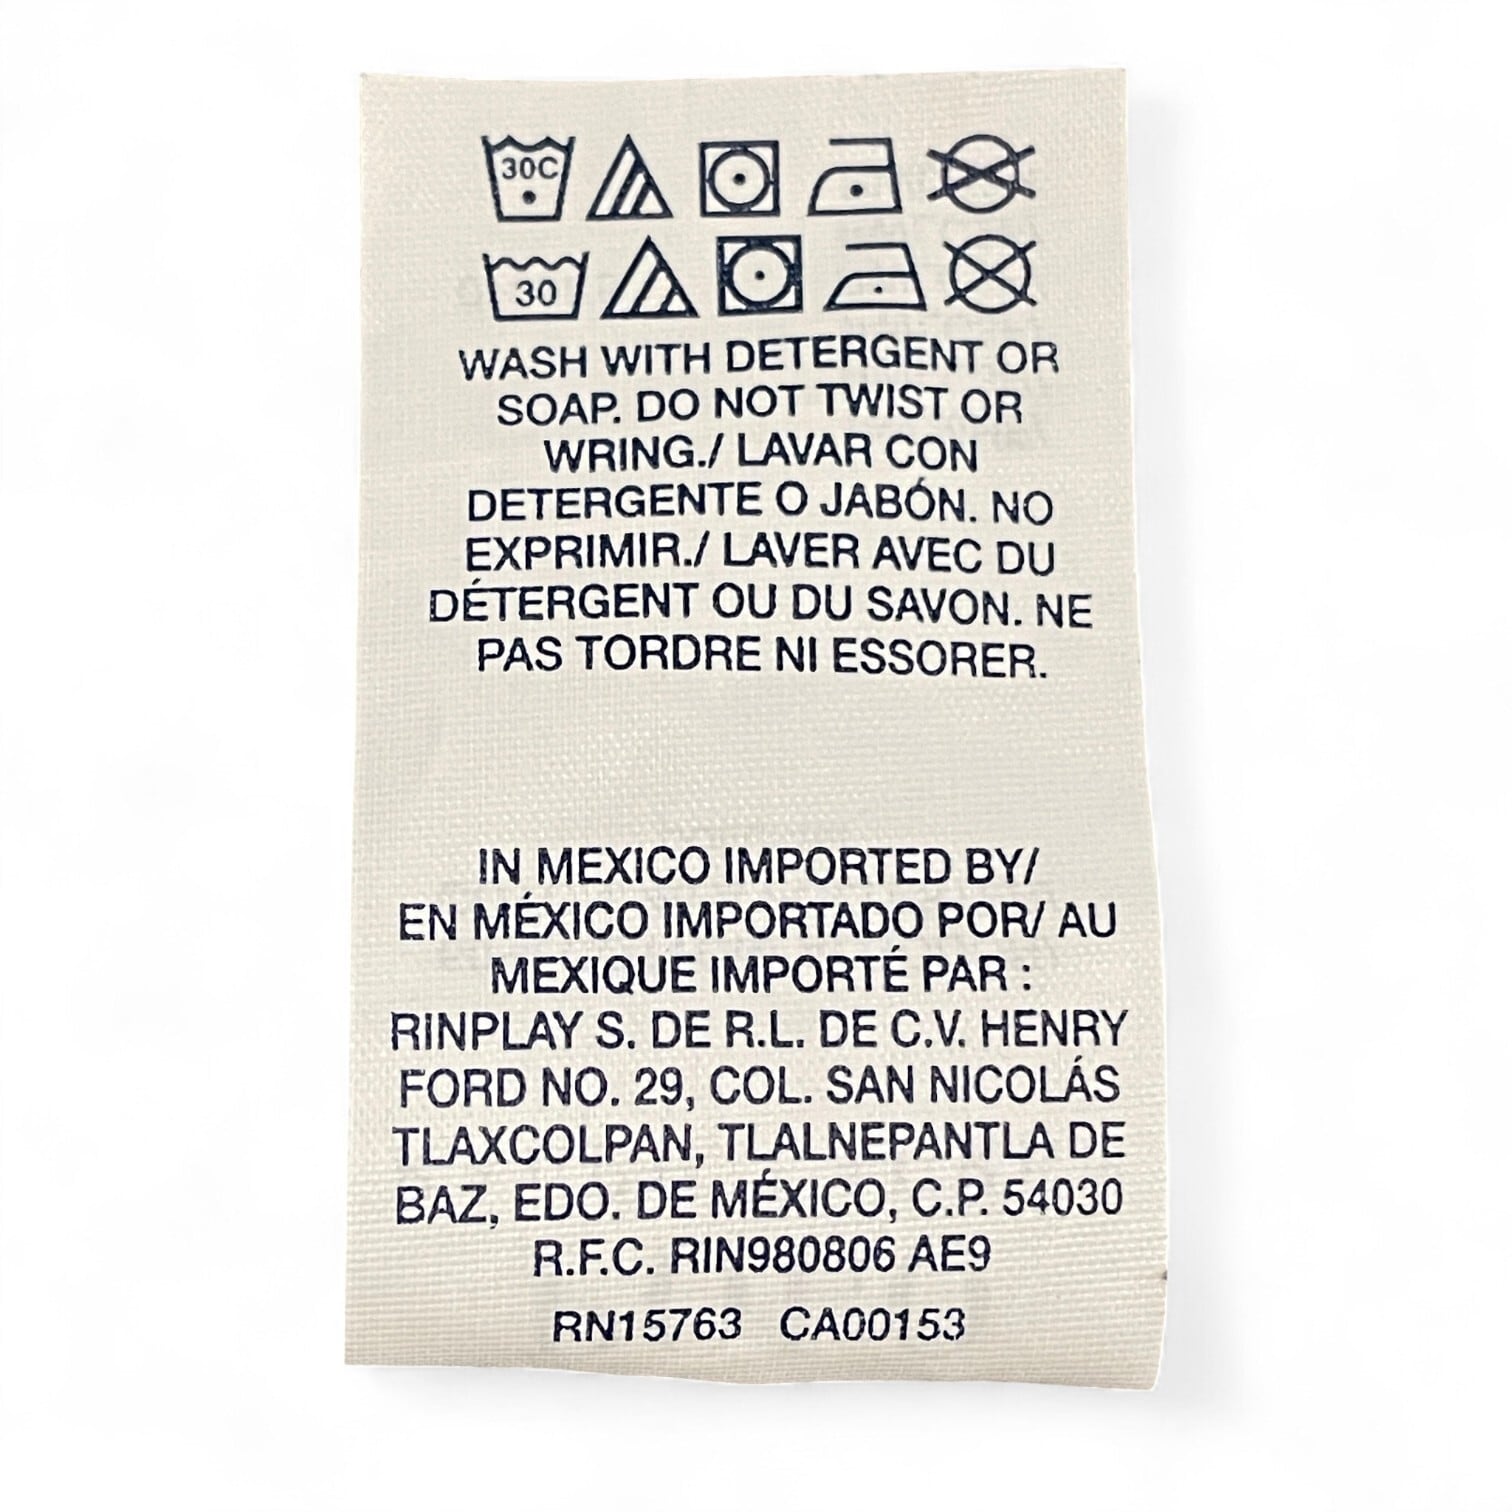 30C
30
WASH WITH DETERGENT OR
SOAP. DO NOT TWIST OR
WRING./ LAVAR CON
DETERGENTE O JABÓN. NO
EXPRIMIR./ LAVER AVEC DU
DÉTERGENT OU DU SAVON. NE
PAS TORDRE NI ESSORER.
IN MEXICO IMPORTED BY/
EN MÉXICO IMPORTADO POR/ AU
MEXIQUE IMPORTÉ PAR :
RINPLAY S. DE R.L. DE C.V. HENRY
FORD NO. 29, COL. SAN NICOLÁS
TLAXCOLPAN, TLALNEPANTLA DE
BAZ, EDO. DE MÉXICO, C.P. 54030
R.F.C. RIN980806 AE9
RN15763 CA00153